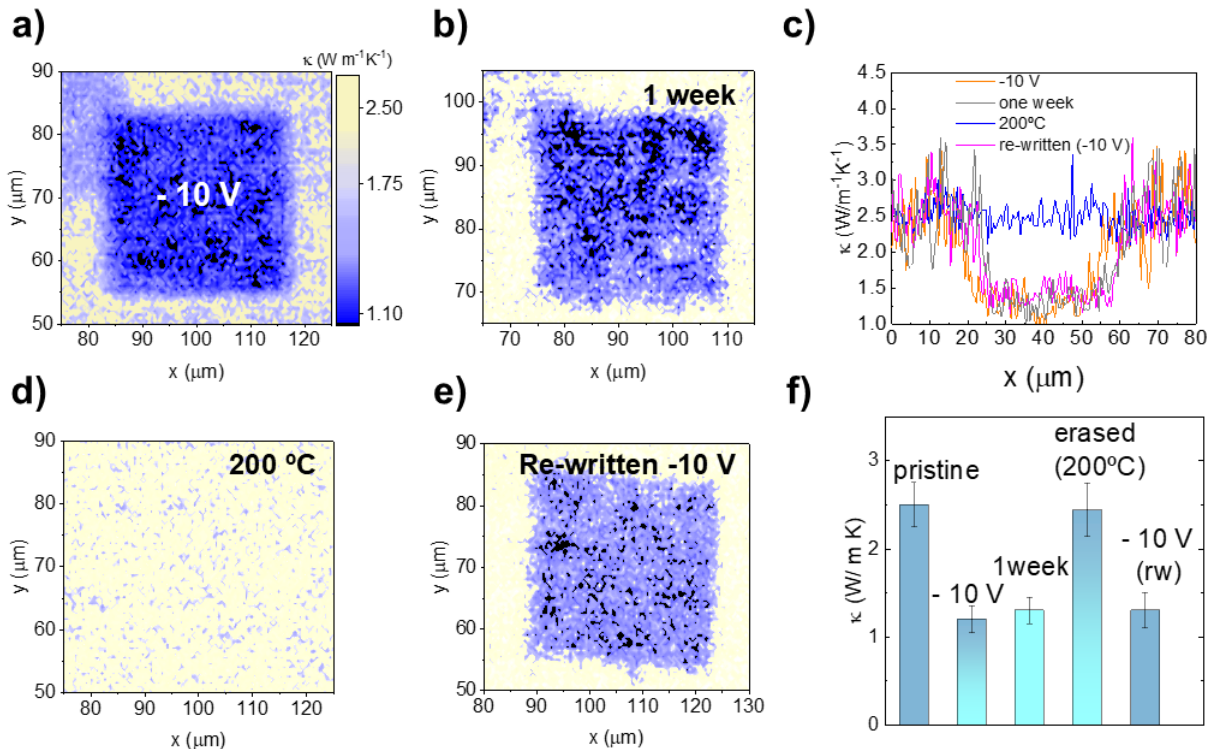 a)
κ (W m⁻¹K⁻¹)
90
80
70
60
50
y (μm)
- 10 V
2.50
1.75
1.10
80 90 100 110 120
x (μm)
b)
1 week
100
95
90
85
80
75
70
y (μm)
70 80 90 100 110
x (μm)
c)
-10 V
one week
200ºC
re-written (-10 V)
4.5
4.0
3.5
3.0
2.5
2.0
1.5
1.0
κ (W/m⁻¹K⁻¹)
0 10 20 30 40 50 60 70 80
x (μm)
d)
200 ºC
90
80
70
60
50
y (μm)
80 90 100 110 120
x (μm)
e)
Re-written -10 V
90
80
70
60
50
y (μm)
90 100 110 120 130
x (μm)
f)
3
2
1
0
κ (W/ m K)
pristine
- 10 V
1week
erased
(200ºC)
- 10 V
(rw)